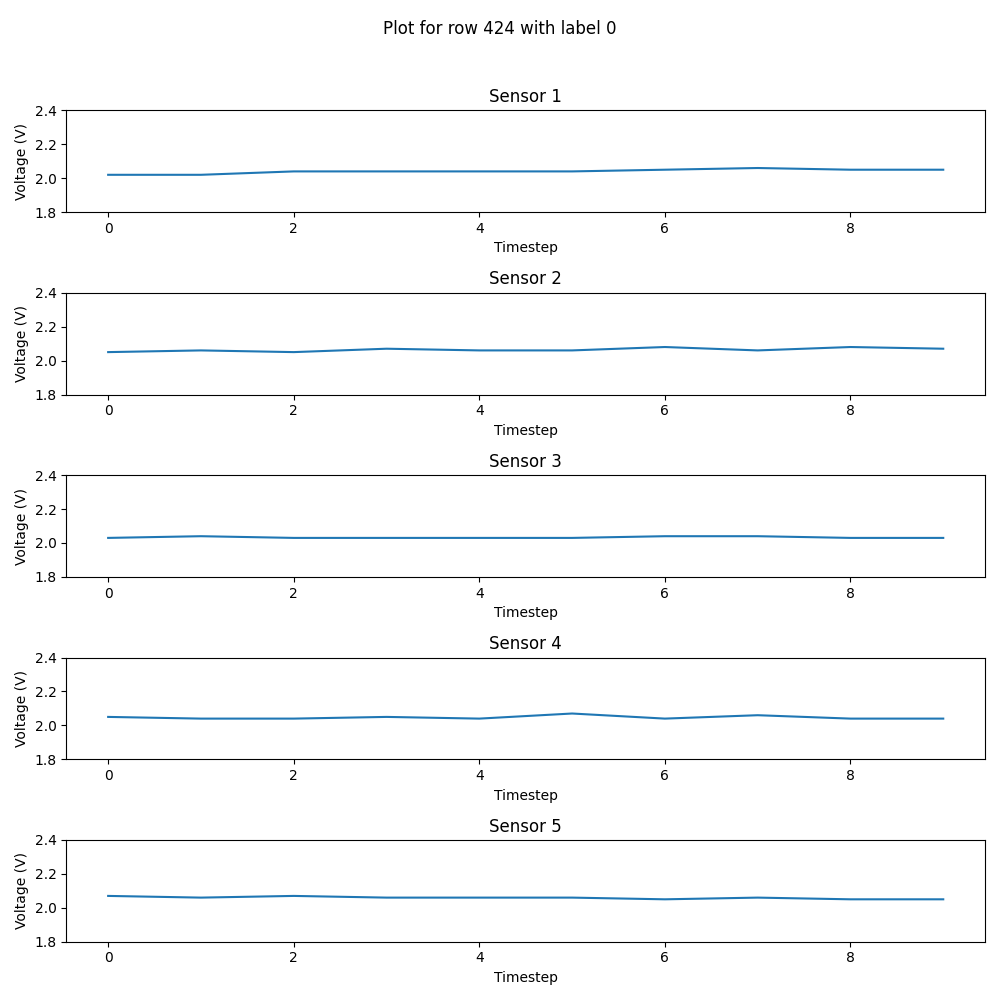 Plot for row 424 with label 0
Sensor 1
2.4
2.2
2.0
1.8
Voltage (V)
0 2 4 6 8
Timestep
Sensor 2
2.4
2.2
2.0
1.8
Voltage (V)
0 2 4 6 8
Timestep
Sensor 3
2.4
2.2
2.0
1.8
Voltage (V)
0 2 4 6 8
Timestep
Sensor 4
2.4
2.2
2.0
1.8
Voltage (V)
0 2 4 6 8
Timestep
Sensor 5
2.4
2.2
2.0
1.8
Voltage (V)
0 2 4 6 8
Timestep